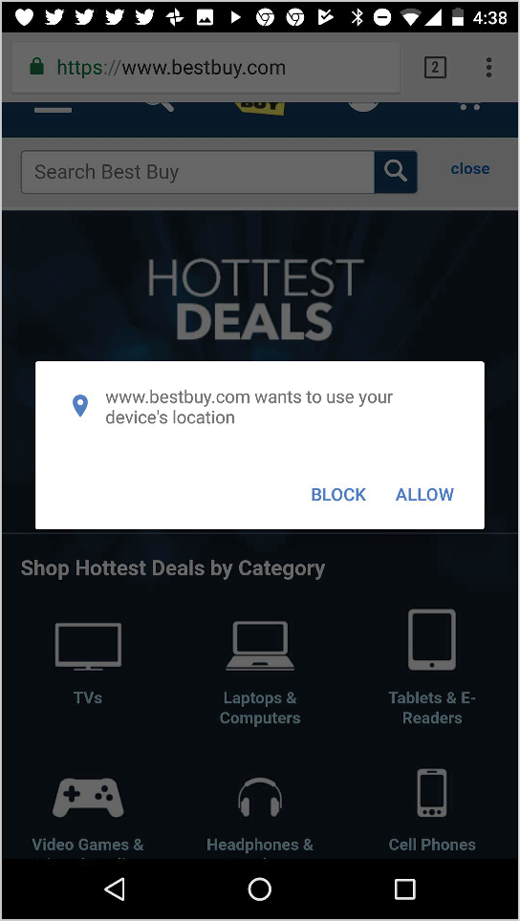 4:38
https://www.bestbuy.com
2
BUY
Search Best Buy
close
HOTTEST
DEALS
www.bestbuy.com wants to use your
device's location
BLOCK
ALLOW
Shop Hottest Deals by Category
TVs
Laptops &
Computers
Tablets & E-
Readers
Video Games &
Headphones &
Cell Phones